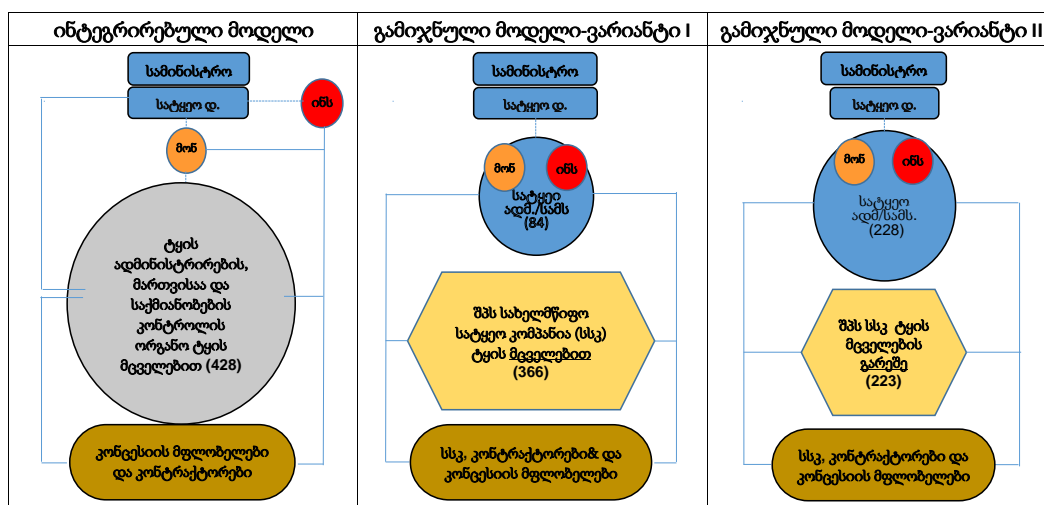 ინტეგრირებული მოდელი
სამინისტრო
სატყეო დ.
ინს
მონ
ტყის
ადმინისტრირების,
მართვისაა და
საქმიანობების
კონტროლის
ორგანო ტყის
მცველებით (428)
კონცესიის მფლობელები
და კონტრაქტორები
გამიჯნული მოდელი-ვარიანტი I
სამინისტრო
სატყეო დ.
მონ
ინს
სატყეი
ადმ./სამს
(84)
შპს სახელმწიფო
სატყეო კომპანია (სსკ)
ტყის მცველებით
(366)
სსკ, კონტრაქტორები& და
კონცესიის მფლობელები
გამიჯნული მოდელი-ვარიანტი II
სამინისტრო
სატყეო დ.
მონ
ინს
სატყეო
ადმ/სამს.
(228)
შპს სსკ ტყის
მცველების
გარეშე
(223)
სსკ, კონტრაქტორები და
კონცესიის მფლობელები